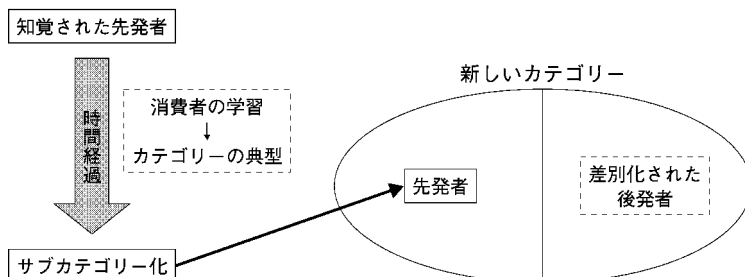 知覚された先発者
時間経過
消費者の学習
↓
カテゴリーの典型
サブカテゴリー化
新しいカテゴリー
先発者
差別化された
後発者